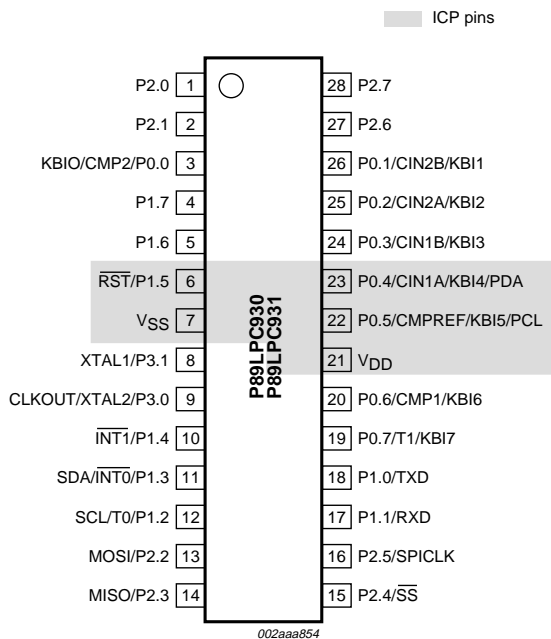 ICP pins
P2.0 1 28 P2.7
P2.1 2 27 P2.6
KBIO/CMP2/P0.0 3 26 P0.1/CIN2B/KBI1
P1.7 4 25 P0.2/CIN2A/KBI2
P1.6 5 24 P0.3/CIN1B/KBI3
R̅S̅T̅/P1.5 6 23 P0.4/CIN1A/KBI4/PDA
VSS 7 22 P0.5/CMPREF/KBI5/PCL
XTAL1/P3.1 8 21 VDD
CLKOUT/XTAL2/P3.0 9 20 P0.6/CMP1/KBI6
I̅N̅T̅1̅/P1.4 10 19 P0.7/T1/KBI7
SDA/I̅N̅T̅0̅/P1.3 11 18 P1.0/TXD
SCL/T0/P1.2 12 17 P1.1/RXD
MOSI/P2.2 13 16 P2.5/SPICLK
MISO/P2.3 14 15 P2.4/S̅S̅
P89LPC930
P89LPC931
002aaa854